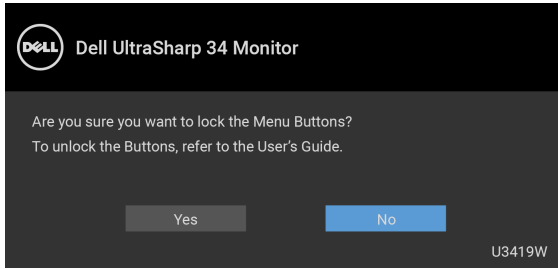 DELL
Dell UltraSharp 34 Monitor
Are you sure you want to lock the Menu Buttons?
To unlock the Buttons, refer to the User's Guide.
Yes
No
U3419W